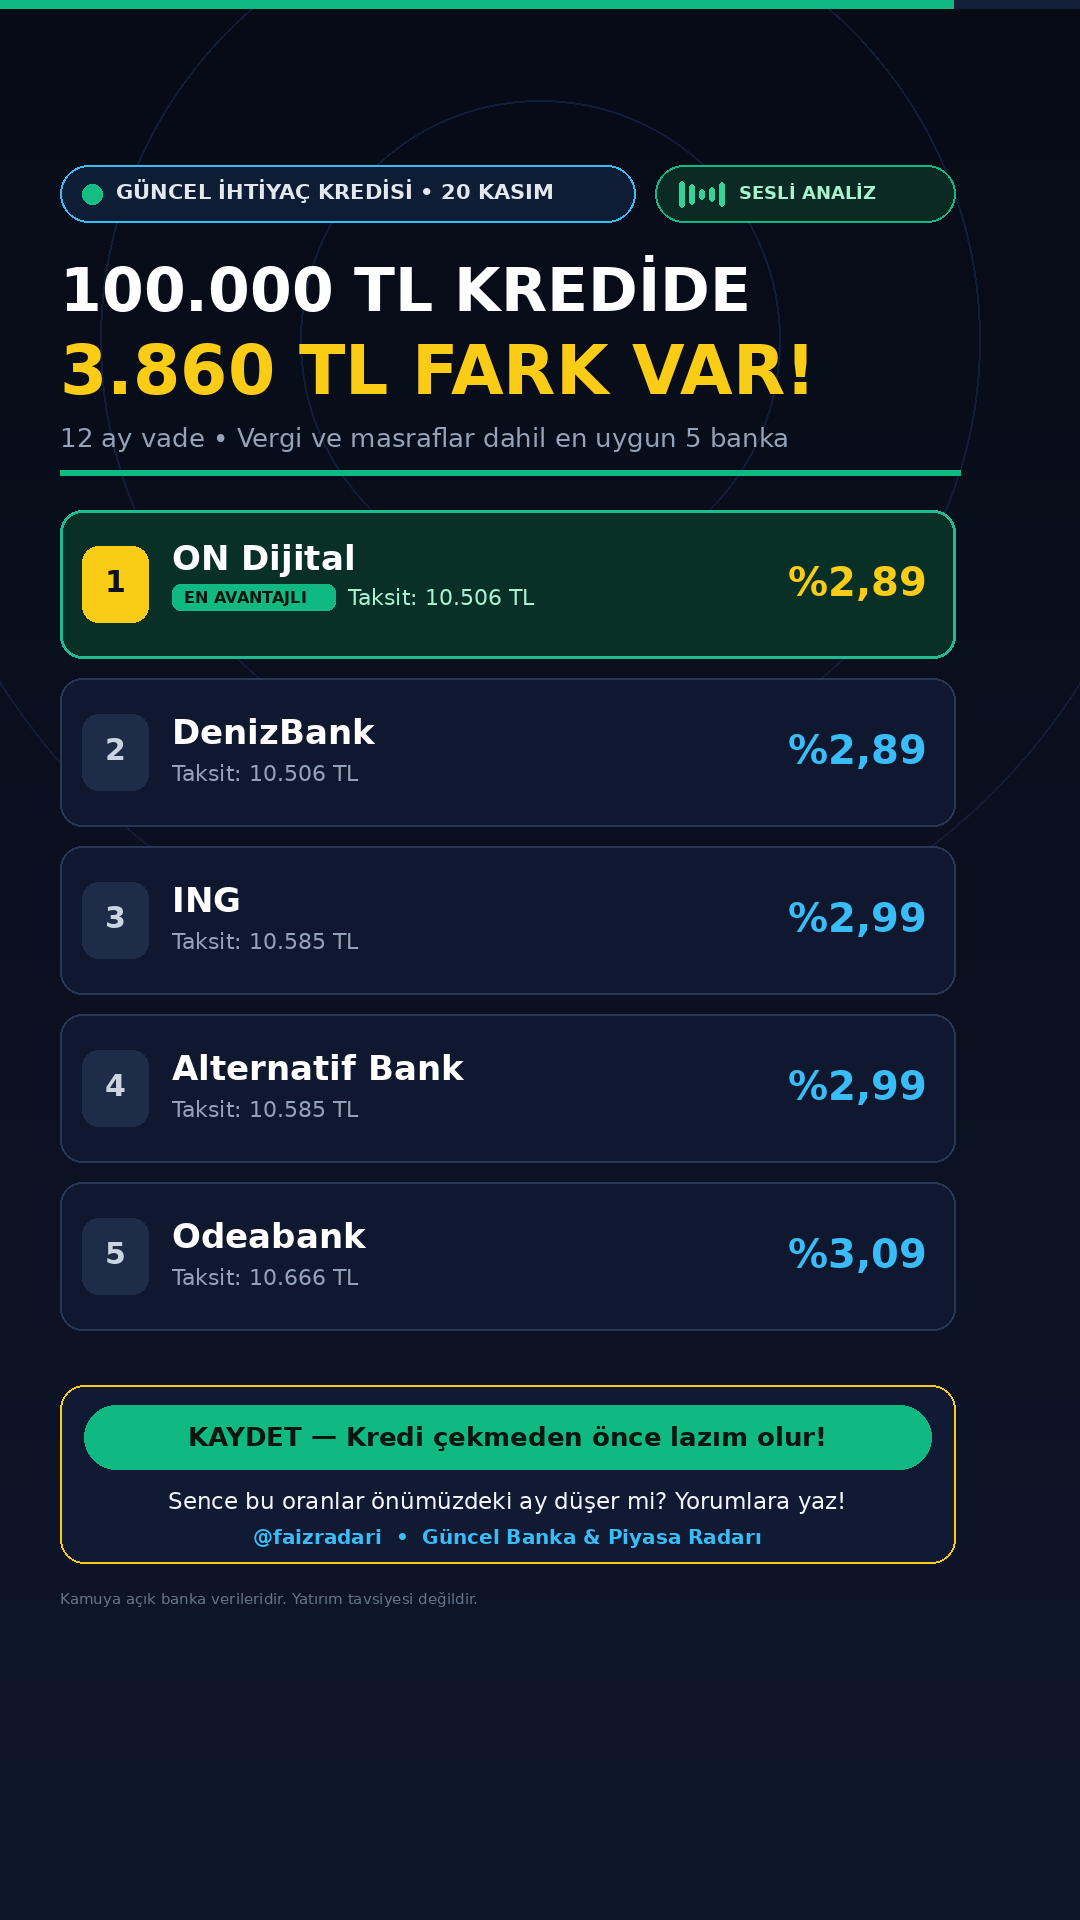 GÜNCEL İHTİYAÇ KREDİSİ • 20 KASIM
SESLİ ANALİZ
100.000 TL KREDİDE
3.860 TL FARK VAR!
12 ay vade • Vergi ve masraflar dahil en uygun 5 banka
1
ON Dijital
EN AVANTAJLI
Taksit: 10.506 TL
%2,89
2
DenizBank
Taksit: 10.506 TL
%2,89
3
ING
Taksit: 10.585 TL
%2,99
4
Alternatif Bank
Taksit: 10.585 TL
%2,99
5
Odeabank
Taksit: 10.666 TL
%3,09
KAYDET — Kredi çekmeden önce lazım olur!
Sence bu oranlar önümüzdeki ay düşer mi? Yorumlara yaz!
@faizradari • Güncel Banka & Piyasa Radarı
Kamuya açık banka verileridir. Yatırım tavsiyesi değildir.